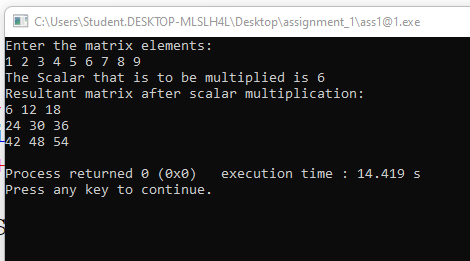 C:\Users\Student.DESKTOP-MLSLH4L\Desktop\assignment_1\ass1@1.exe
Enter the matrix elements:
1 2 3 4 5 6 7 8 9
The Scalar that is to be multiplied is 6
Resultant matrix after scalar multiplication:
6 12 18
24 30 36
42 48 54
Process returned 0 (0x0)   execution time : 14.419 s
Press any key to continue.